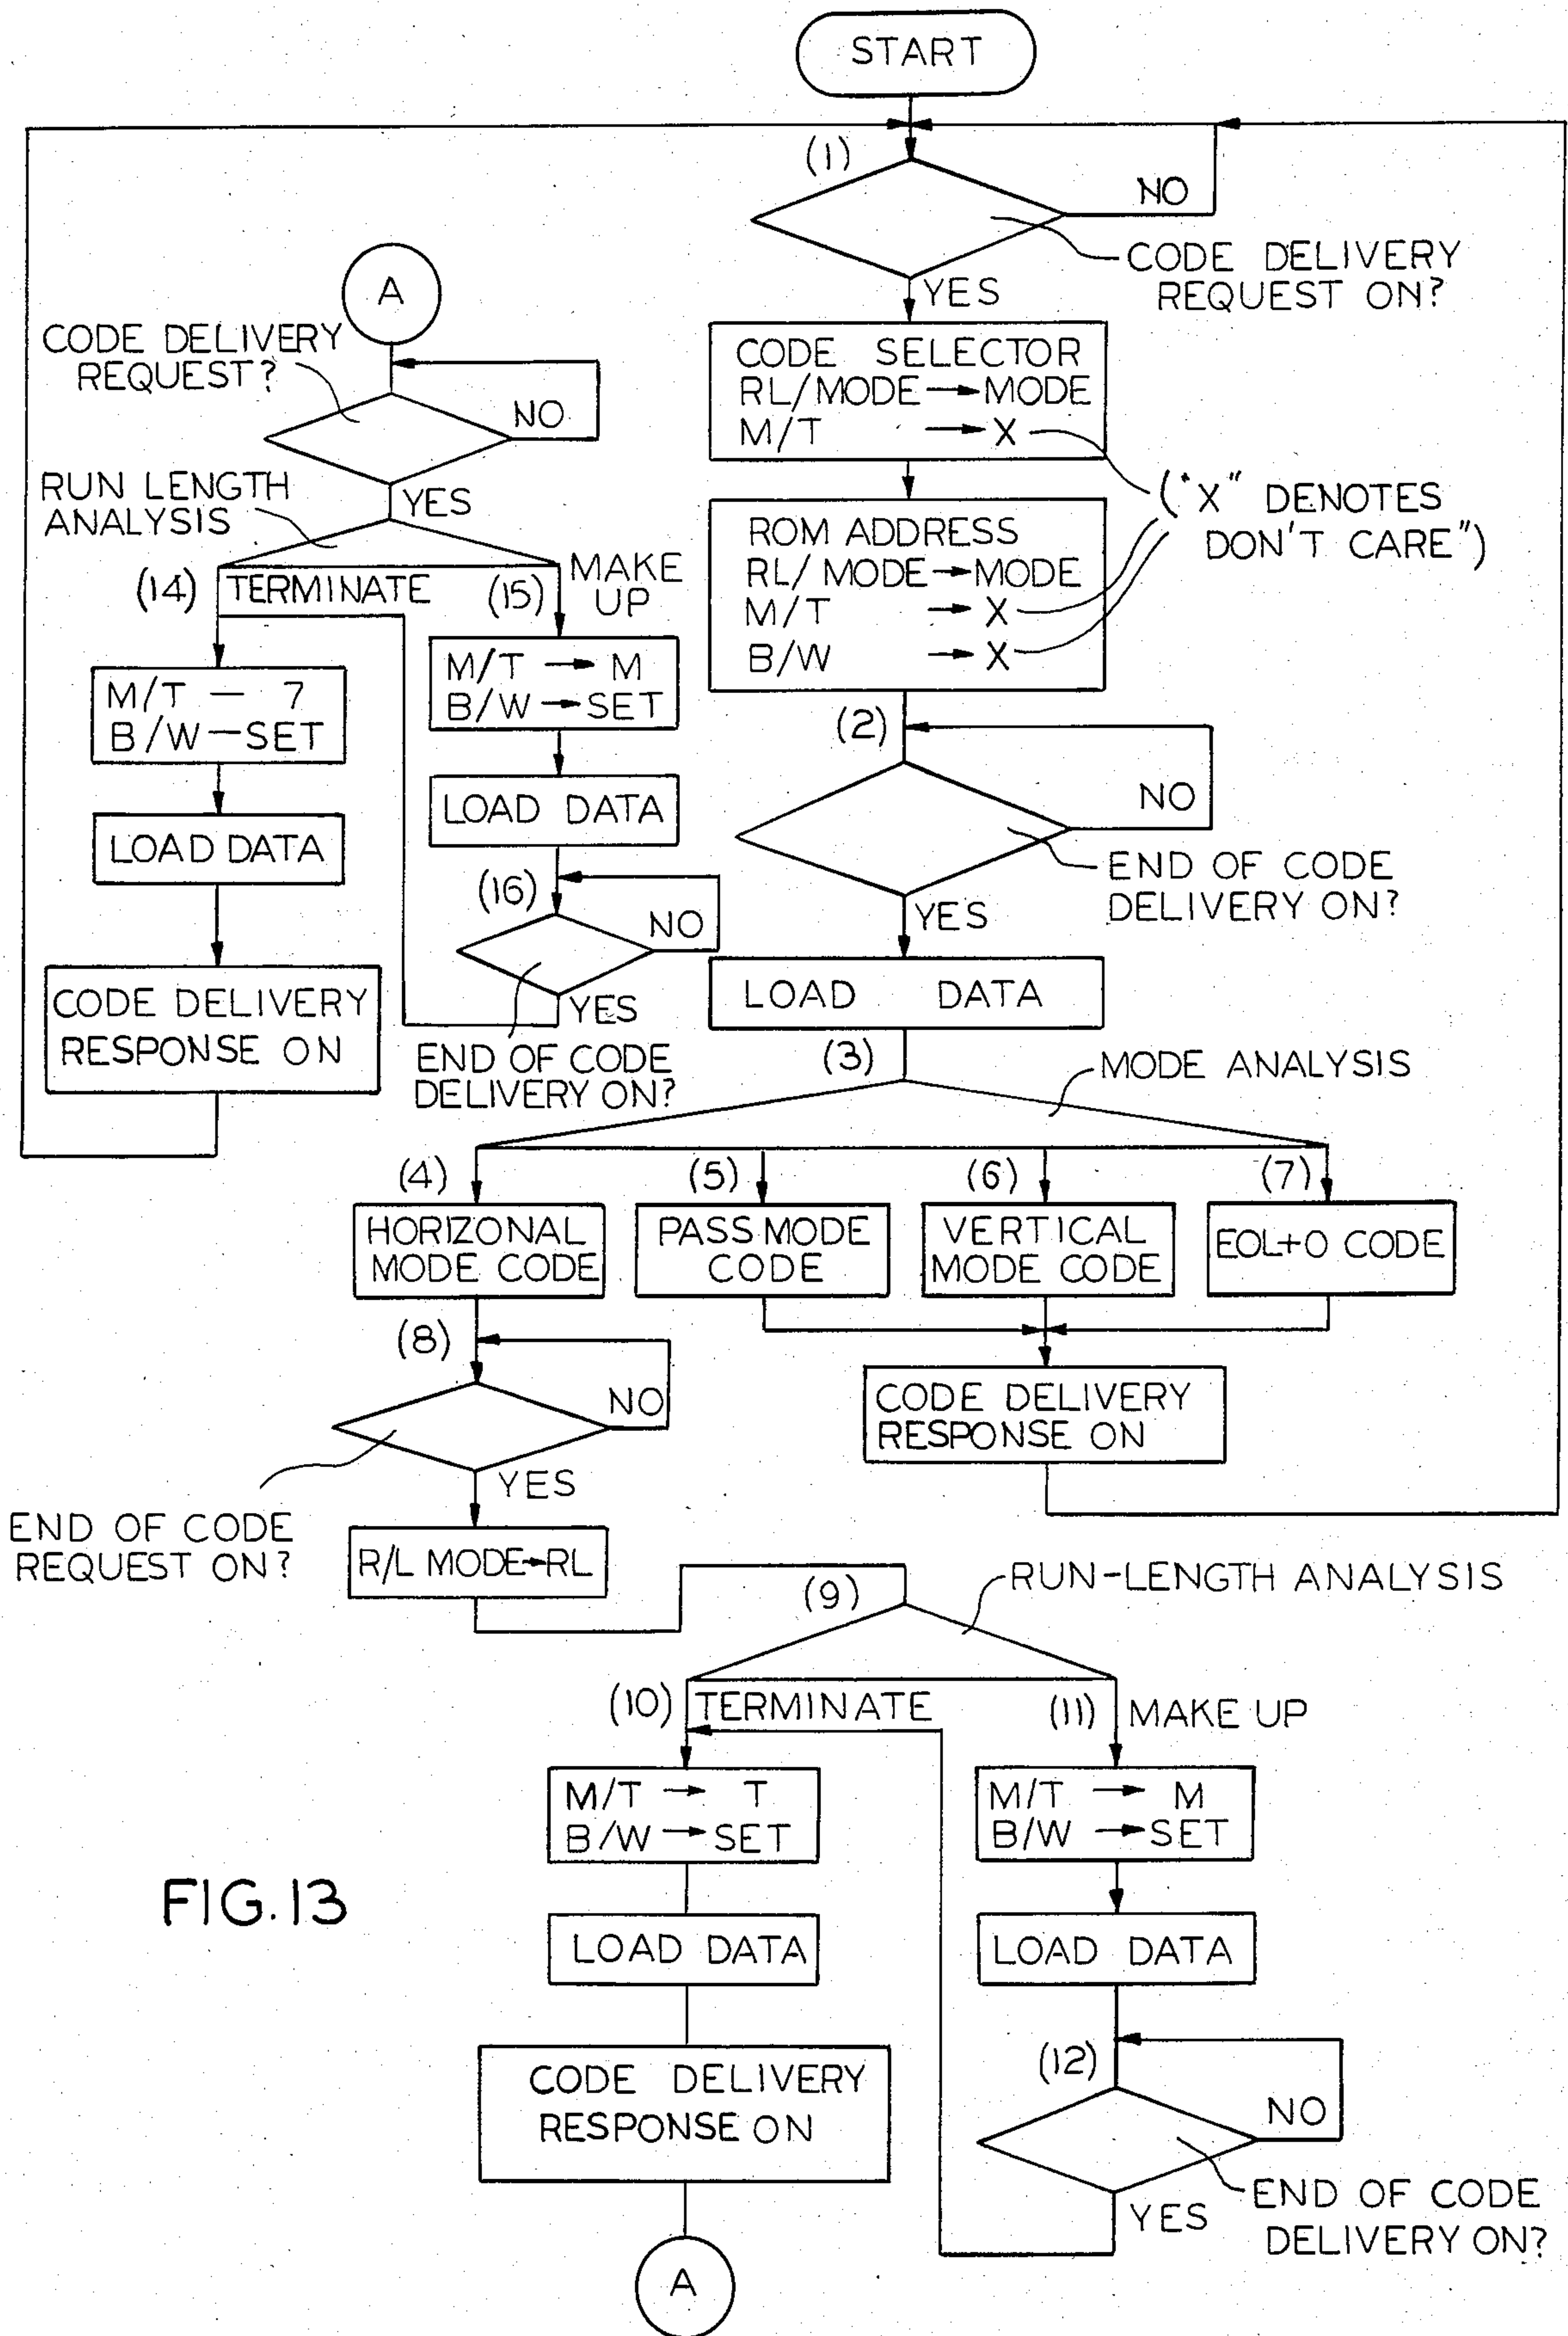 START
(1)
NO
CODE DELIVERY
REQUEST ON?
YES
CODE SELECTOR
RL/MODE→MODE
M/T → X
("X" DENOTES
DON'T CARE")
ROM ADDRESS
RL/MODE→MODE
M/T → X
B/W → X
(2)
NO
END OF CODE
DELIVERY ON?
YES
LOAD DATA
(3)
MODE ANALYSIS
(4)
HORIZONAL
MODE CODE
(5)
PASS MODE
CODE
(6)
VERTICAL
MODE CODE
(7)
EOL+0 CODE
CODE DELIVERY
RESPONSE ON
(8)
NO
YES
END OF CODE
REQUEST ON?
R/L MODE→RL
(9)
RUN-LENGTH ANALYSIS
(10)
TERMINATE
(11)
MAKE UP
M/T → T
B/W → SET
LOAD DATA
CODE DELIVERY
RESPONSE ON
A
M/T → M
B/W → SET
LOAD DATA
(12)
NO
YES
END OF CODE
DELIVERY ON?
A
CODE DELIVERY
REQUEST?
NO
YES
RUN LENGTH
ANALYSIS
(14)
TERMINATE
(15)
MAKE
UP
M/T — 7
B/W — SET
LOAD DATA
CODE DELIVERY
RESPONSE ON
M/T → M
B/W → SET
LOAD DATA
(16)
NO
YES
END OF CODE
DELIVERY ON?
FIG. 13